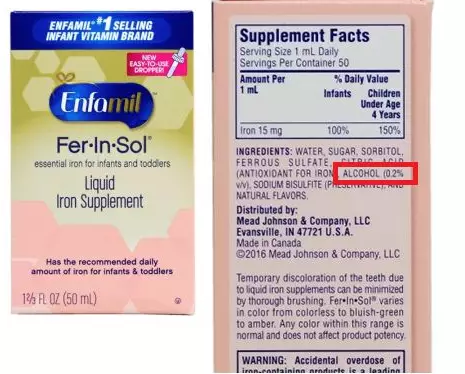 ENFAMIL® #1 SELLING
INFANT VITAMIN BRAND
NEW
EASY-TO-USE
DROPPER!
Enfamil
Fer·In·Sol®
essential iron for infants and toddlers
Liquid
Iron Supplement
Has the recommended daily
amount of iron for infants & toddlers
1⅔ FL OZ (50 mL)
Supplement Facts
Serving Size 1 mL Daily
Servings Per Container 50
Amount Per
1 mL
% Daily Value
Infants
Children
Under Age
4 Years
Iron 15 mg 100% 150%
INGREDIENTS: WATER, SUGAR, SORBITOL,
FERROUS SULFATE, CITRIC ACID
(ANTIOXIDANT FOR IRON ALCOHOL (0.2%
v/v), SODIUM BISULFITE (PRESERVATIVE), AND
NATURAL FLAVORS.
Distributed by:
Mead Johnson & Company, LLC
Evansville, IN 47721 U.S.A.
Made in Canada
©2016 Mead Johnson & Company, LLC
Temporary discoloration of the teeth due
to liquid iron supplements can be minimized
by thorough brushing. Fer•In•Sol® varies
in color from colorless to bluish-green
to amber. Any color within this range is
normal and does not affect product potency.
WARNING: Accidental overdose of
iron-containing products is a leading